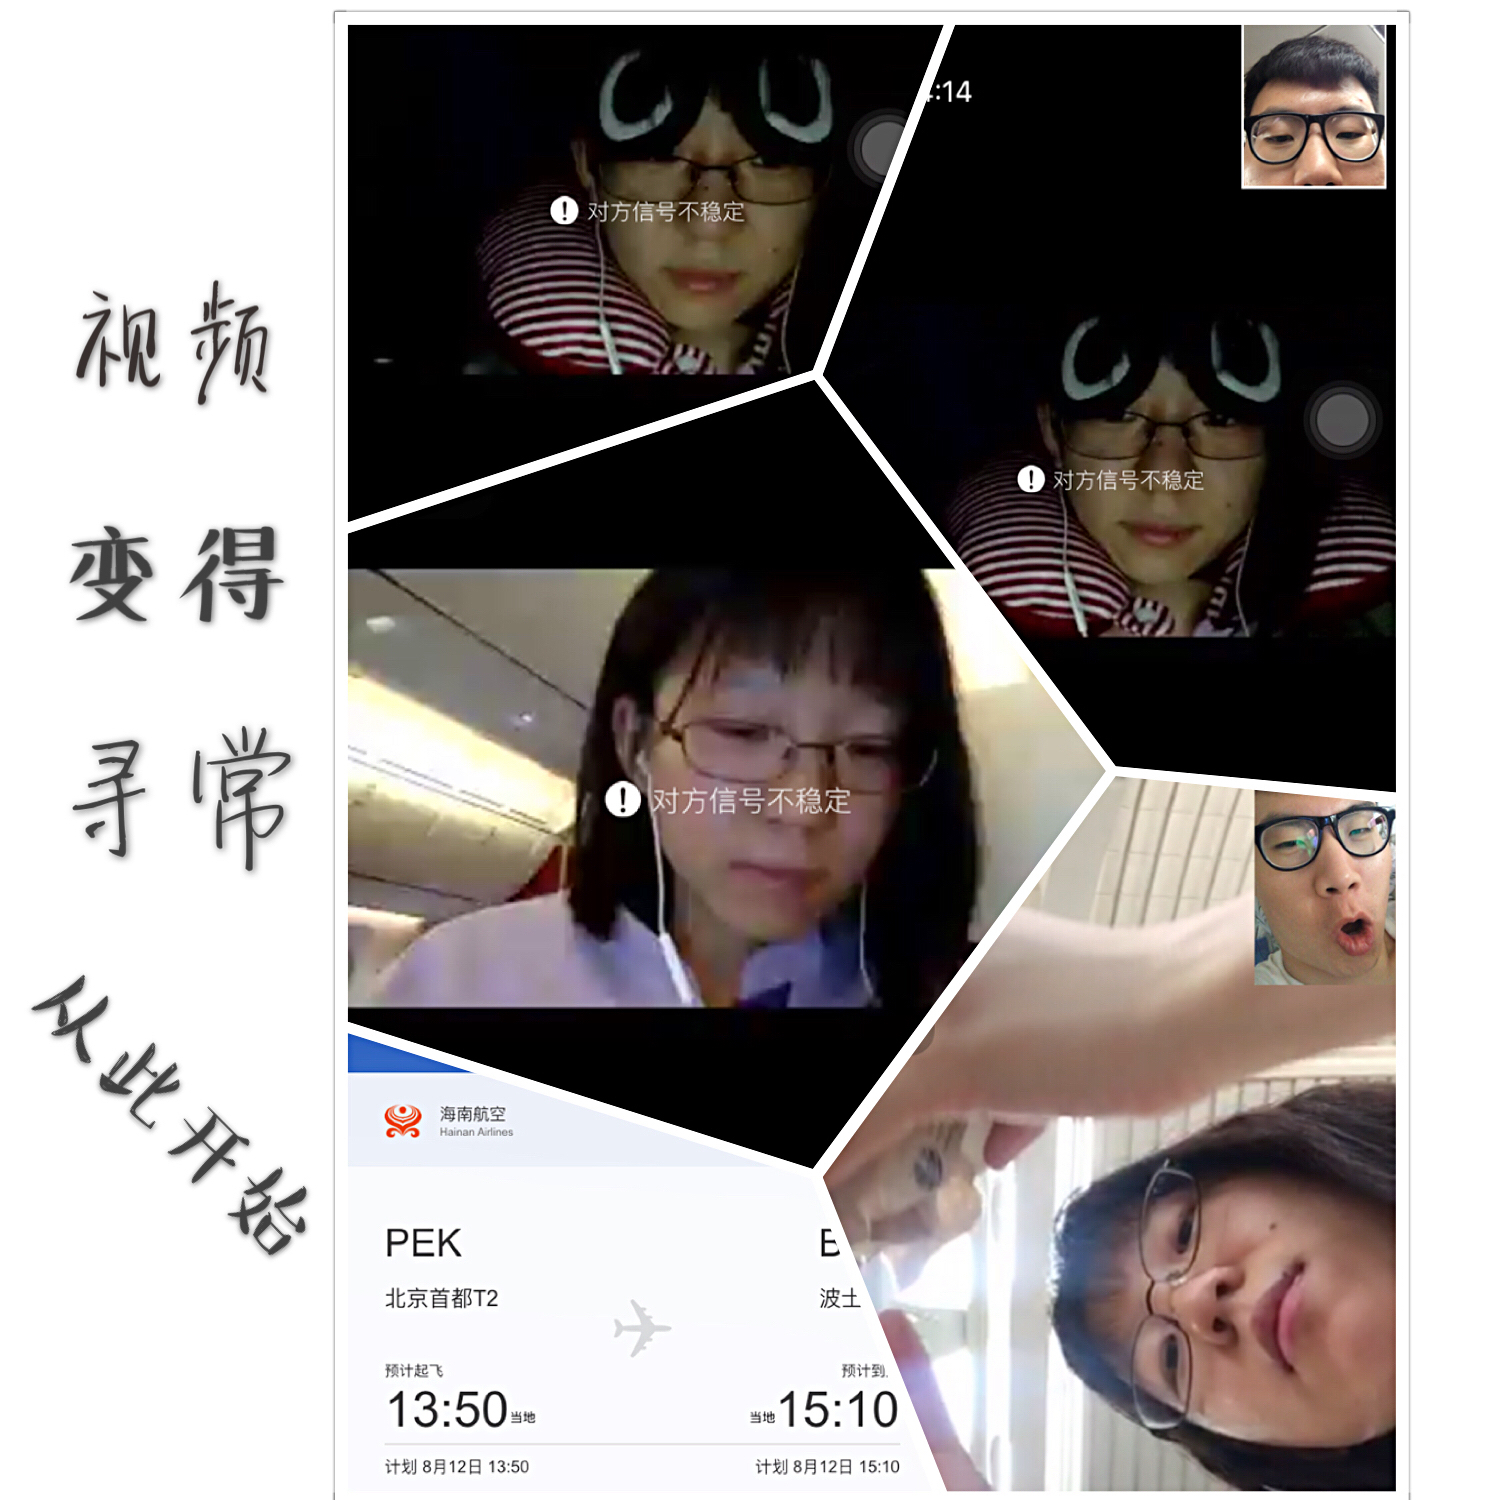 视频
变得
寻常
从此开始
对方信号不稳定
:14
对方信号不稳定
对方信号不稳定
海南航空
Hainan Airlines
PEK
北京首都T2
波士
预计起飞
预计到
13:50当地
当地15:10
计划 8月12日 13:50
计划 8月12日 15:10